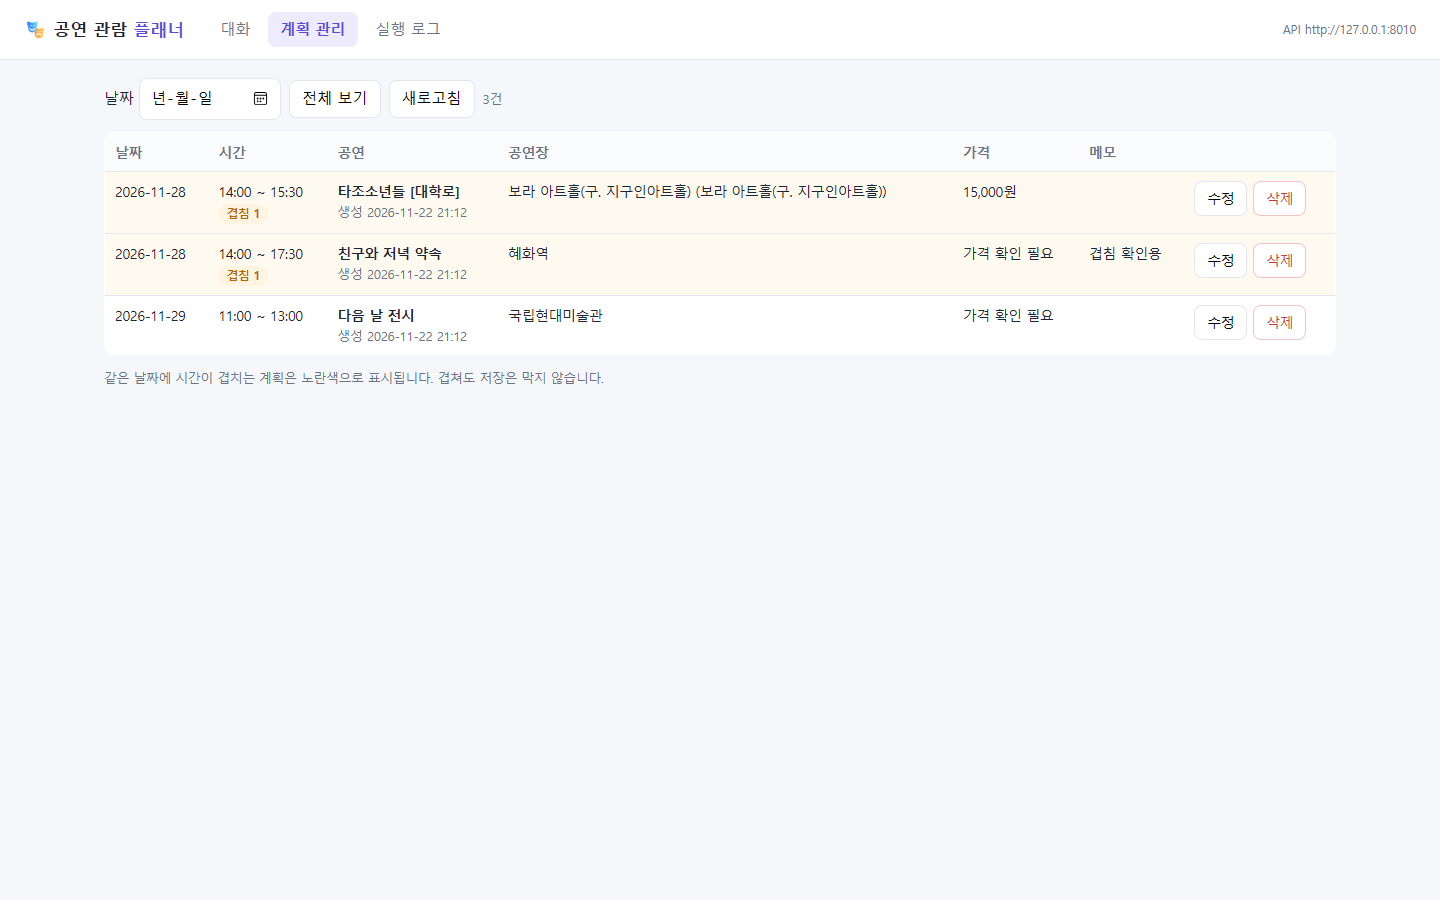 공연 관람 플래너 대화 계획 관리 실행 로그 API http://127.0.0.1:8010
날짜 년-월-일 전체 보기 새로고침 3건
날짜 시간 공연 공연장 가격 메모
2026-11-28 14:00 ~ 15:30 타조소년들 [대학로] 보라 아트홀(구. 지구인아트홀) (보라 아트홀(구. 지구인아트홀)) 15,000원 수정 삭제
겹침 1 생성 2026-11-22 21:12
2026-11-28 14:00 ~ 17:30 친구와 저녁 약속 혜화역 가격 확인 필요 겹침 확인용 수정 삭제
겹침 1 생성 2026-11-22 21:12
2026-11-29 11:00 ~ 13:00 다음 날 전시 국립현대미술관 가격 확인 필요 수정 삭제
생성 2026-11-22 21:12
같은 날짜에 시간이 겹치는 계획은 노란색으로 표시됩니다. 겹쳐도 저장은 막지 않습니다.